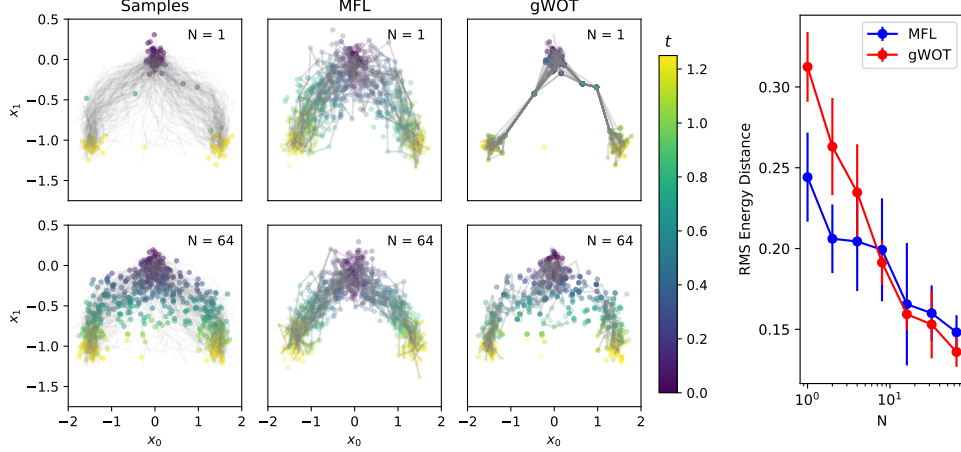 Samples
MFL
gWOT
N = 1
N = 1
N = 1
0.5
0.0
−0.5
−1.0
−1.5
x₁
t
1.2
1.0
0.8
0.6
0.4
0.2
0.0
N = 64
N = 64
N = 64
0.5
0.0
−0.5
−1.0
−1.5
x₁
−2 −1 0 1 2
−2 −1 0 1 2
−2 −1 0 1 2
x₀
x₀
x₀
MFL
gWOT
RMS Energy Distance
0.30
0.25
0.20
0.15
10⁰ 10¹
N